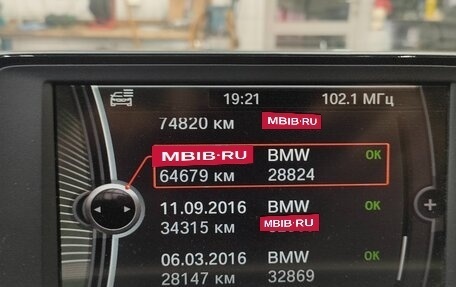 19:21 102.1 МГц
74820 км MBIB·RU
MBIB·RU BMW OK
64679 км 28824
11.09.2016 BMW OK
34315 км MBIB·RU
06.03.2016 BMW OK
28147 км 32869